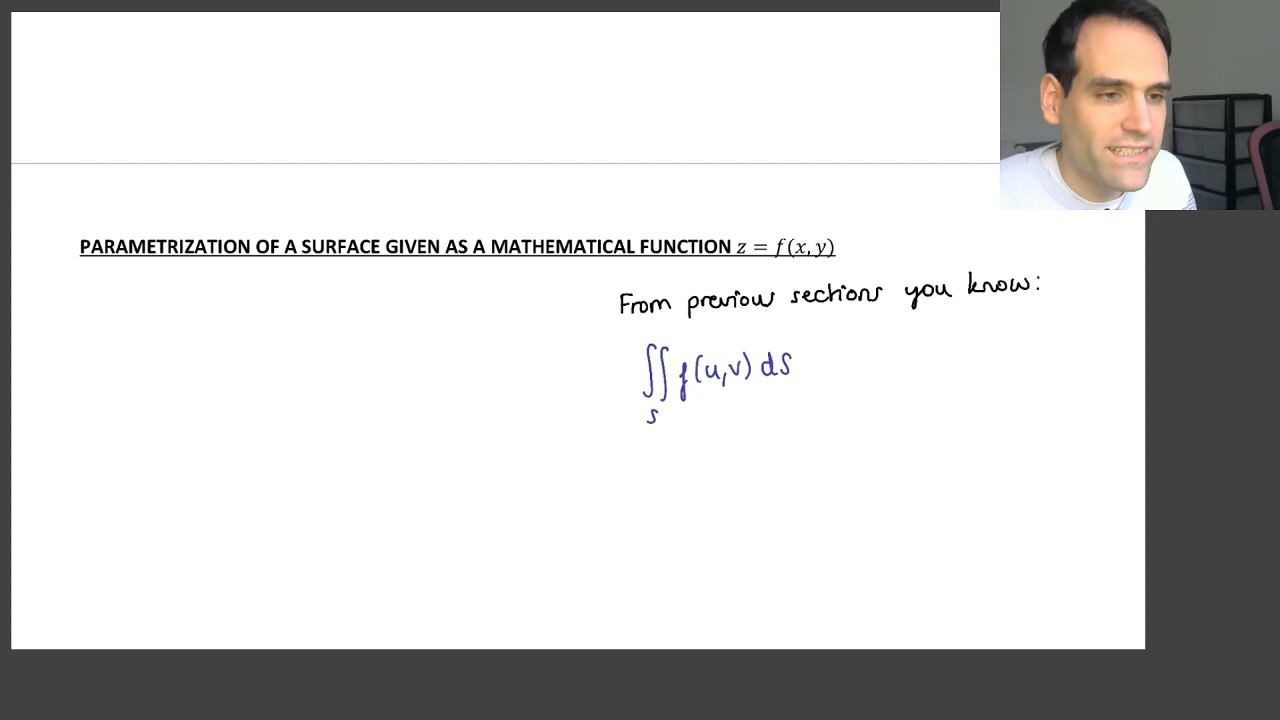 PARAMETRIZATION OF A SURFACE GIVEN AS A MATHEMATICAL FUNCTION z = f(x, y)
From previous sections you know:
∬ f(u,v) dS
S